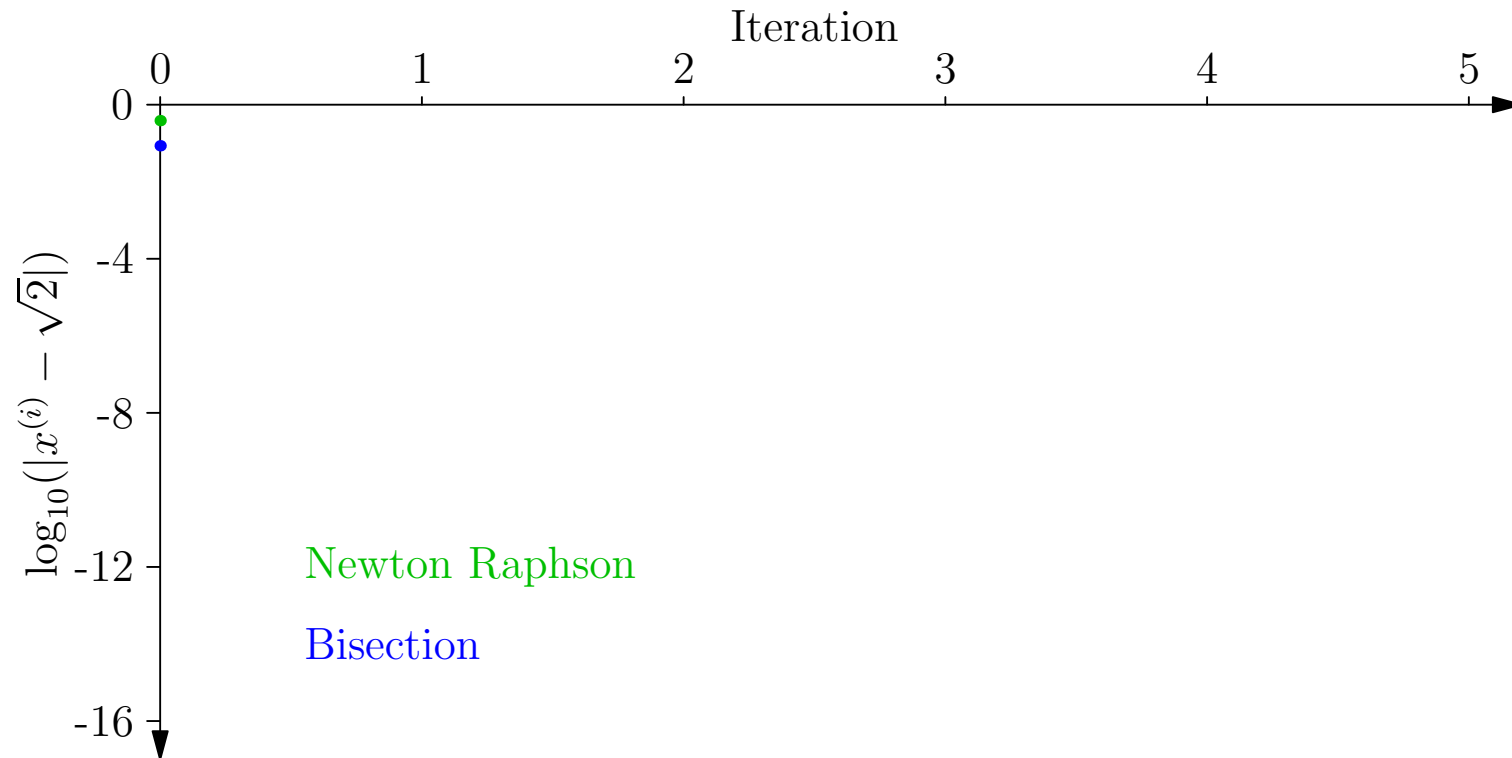 Iteration
0 1 2 3 4 5
0
-4
-8
-12
-16
log₁₀(|x⁽ⁱ⁾ − √2|)
Newton Raphson
Bisection